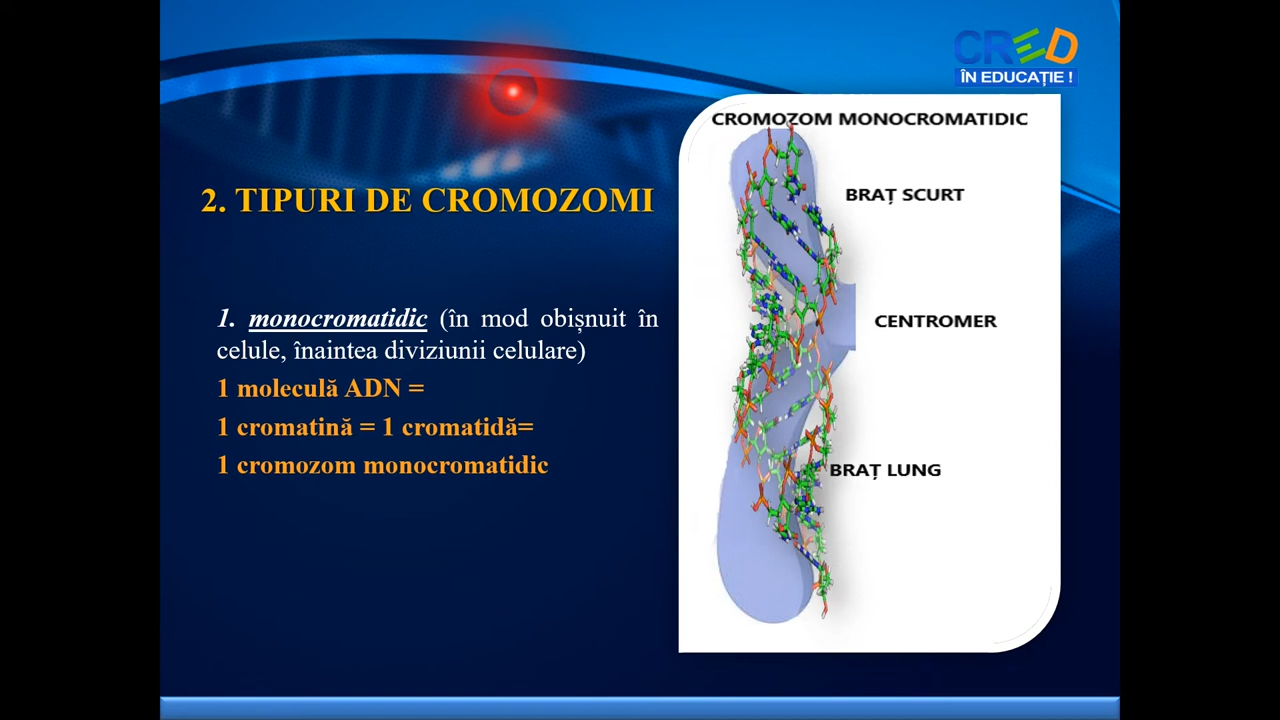 CRED
ÎN EDUCAȚIE !
2. TIPURI DE CROMOZOMI
1. monocromatidic (în mod obișnuit în
celule, înaintea diviziunii celulare)
1 moleculă ADN =
1 cromatină = 1 cromatidă=
1 cromozom monocromatidic
CROMOZOM MONOCROMATIDIC
BRAȚ SCURT
CENTROMER
BRAȚ LUNG